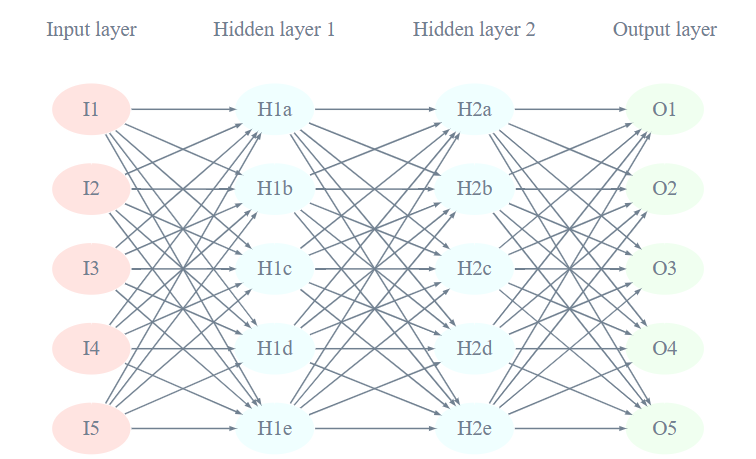 Input layer Hidden layer 1 Hidden layer 2 Output layer
I1 H1a H2a O1
I2 H1b H2b O2
I3 H1c H2c O3
I4 H1d H2d O4
I5 H1e H2e O5